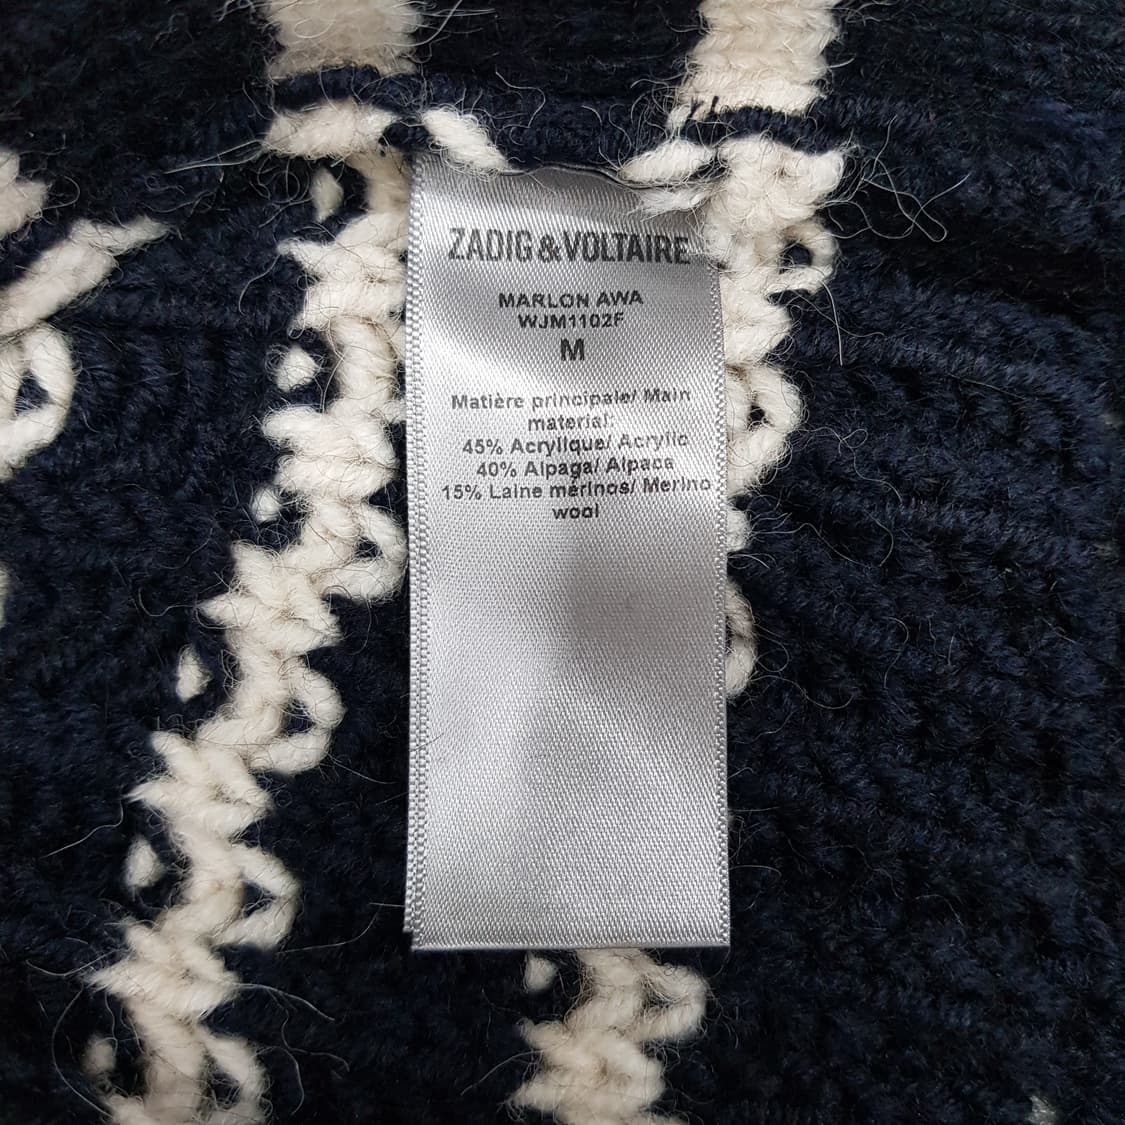 ZADIG&VOLTAIRE
MARLON AWA
WJM1102F
M
Matière principale/ Main
material:
45% Acrylique/ Acrylic
40% Alpaga/ Alpaca
15% Laine mérinos/ Merino
wool